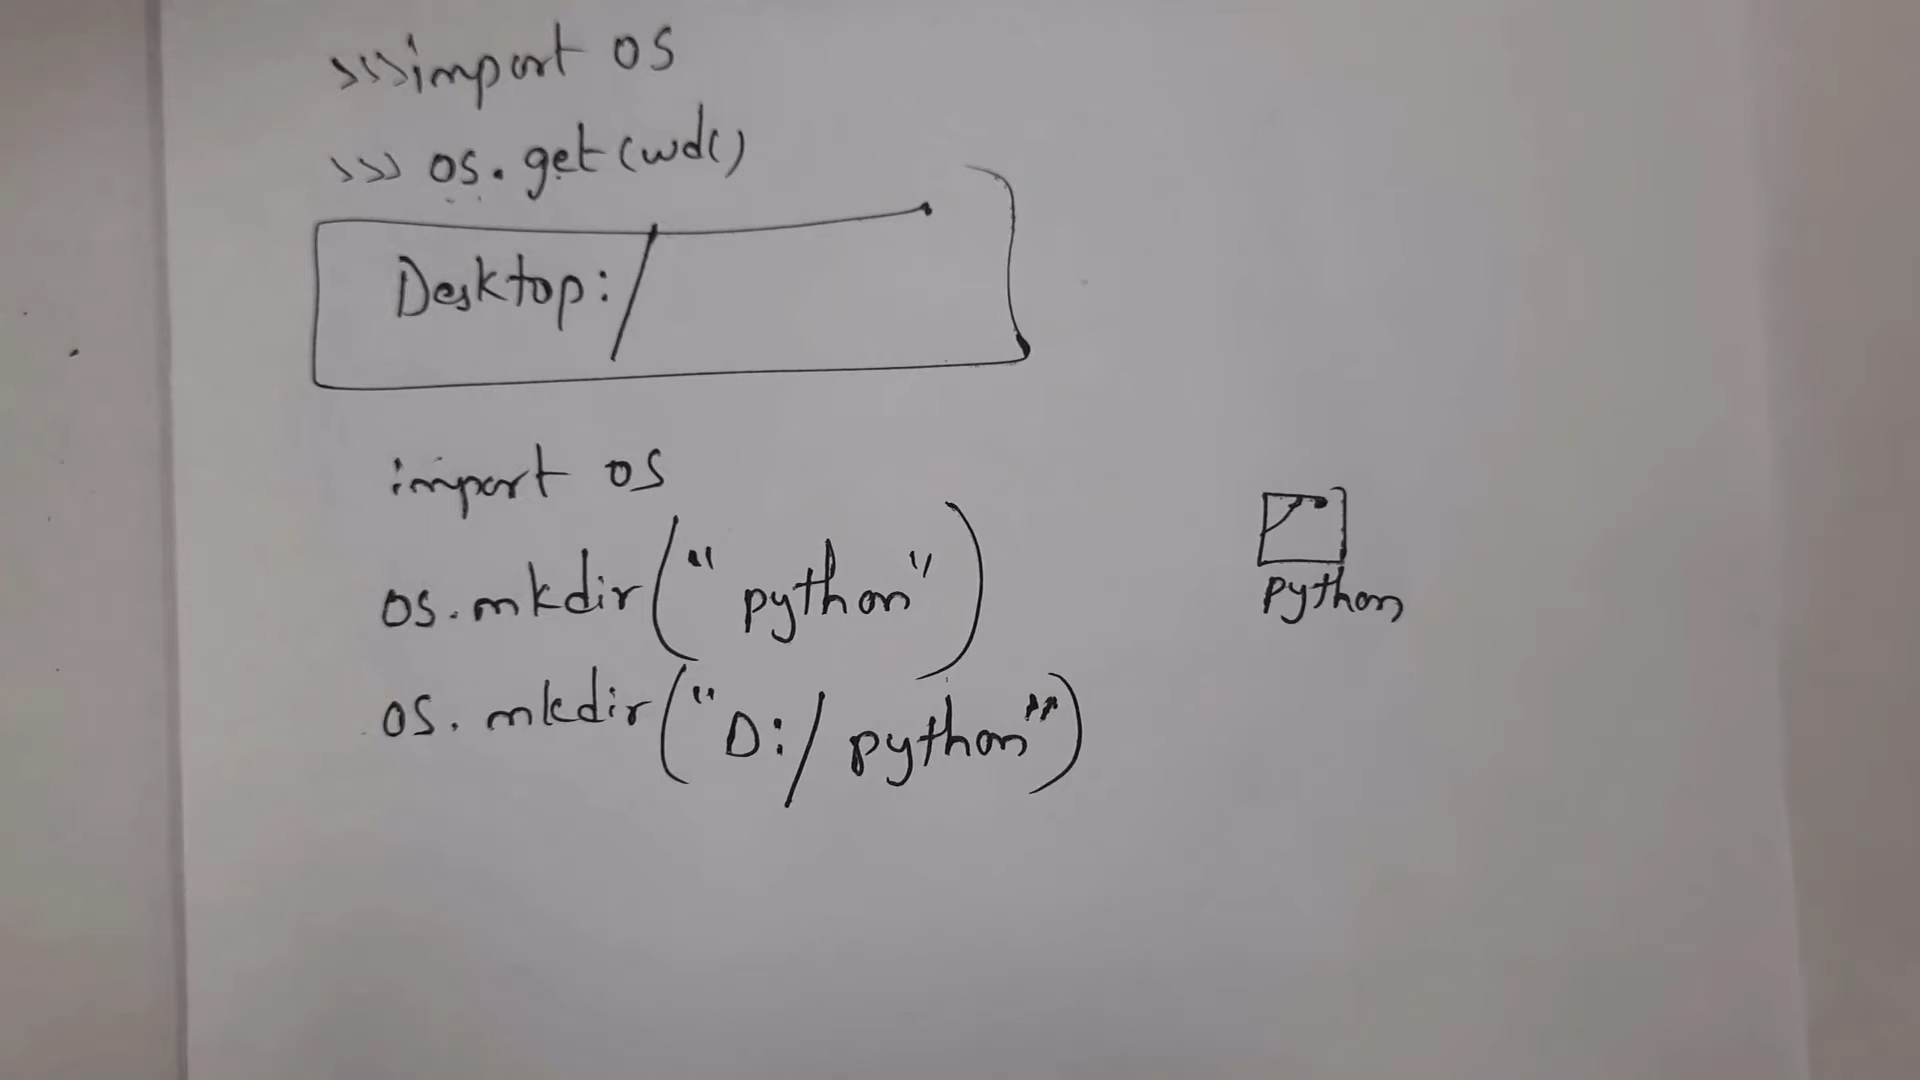 >>>import os
>>> os.getcwd()
Desktop:/
import os
os.mkdir("python")
python
os.mkdir("D:/python")